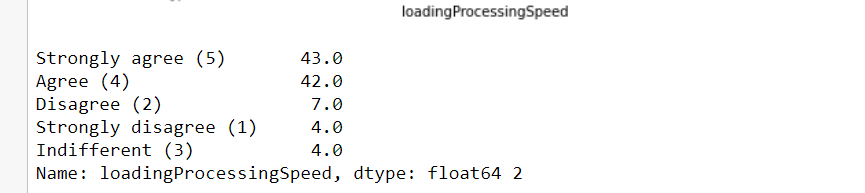 loadingProcessingSpeed
Strongly agree (5) 43.0
Agree (4) 42.0
Disagree (2) 7.0
Strongly disagree (1) 4.0
Indifferent (3) 4.0
Name: loadingProcessingSpeed, dtype: float64 2